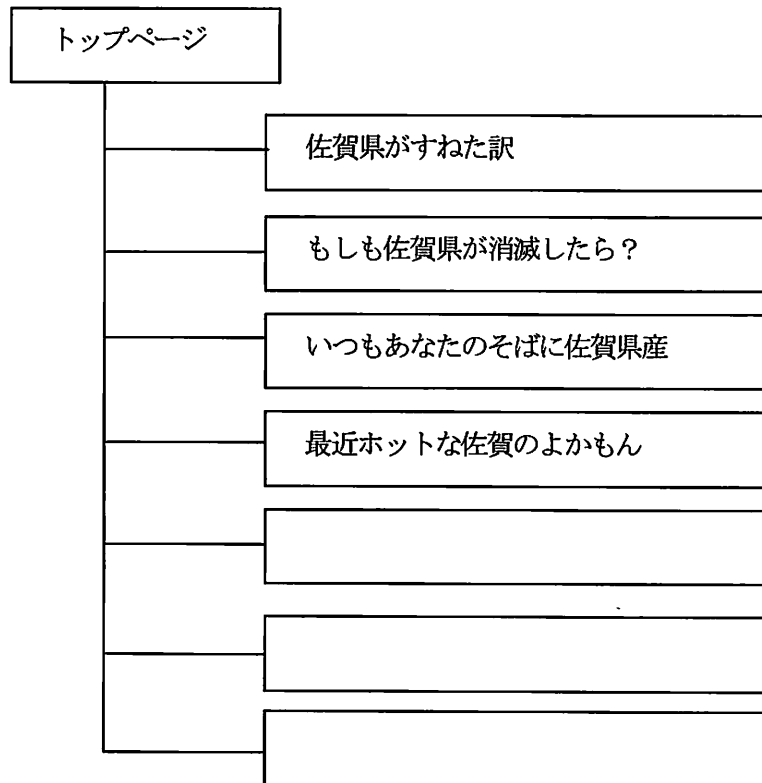 トップページ
佐賀県がすねた訳
もしも佐賀県が消滅したら？
いつもあなたのそばに佐賀県産
最近ホットな佐賀のよかもん